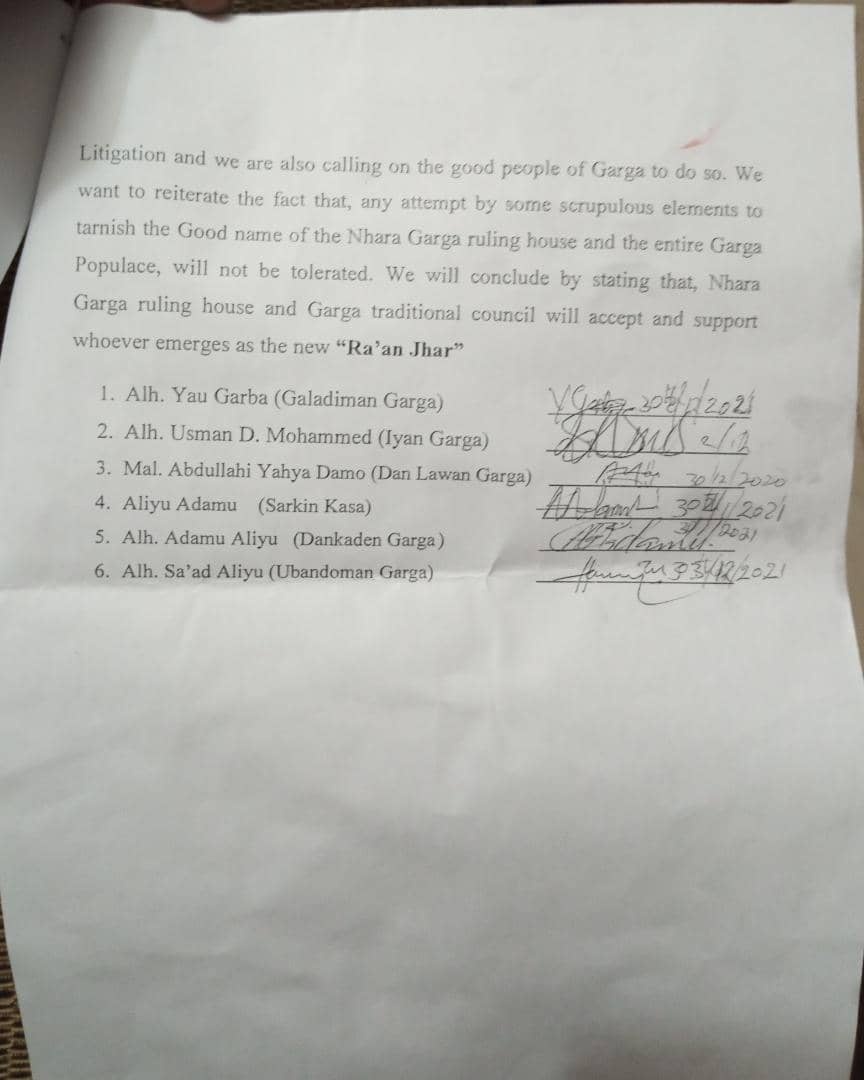 Litigation and we are also calling on the good people of Garga to do so. We
want to reiterate the fact that, any attempt by some scrupulous elements to
tarnish the Good name of the Nhara Garga ruling house and the entire Garga
Populace, will not be tolerated. We will conclude by stating that, Nhara
Garga ruling house and Garga traditional council will accept and support
whoever emerges as the new “Ra’an Jhar”
1. Alh. Yau Garba (Galadiman Garga)
2. Alh. Usman D. Mohammed (Iyan Garga)
3. Mal. Abdullahi Yahya Damo (Dan Lawan Garga) 30/12/2020
4. Aliyu Adamu (Sarkin Kasa)
5. Alh. Adamu Aliyu (Dankaden Garga)
6. Alh. Sa’ad Aliyu (Ubandoman Garga)